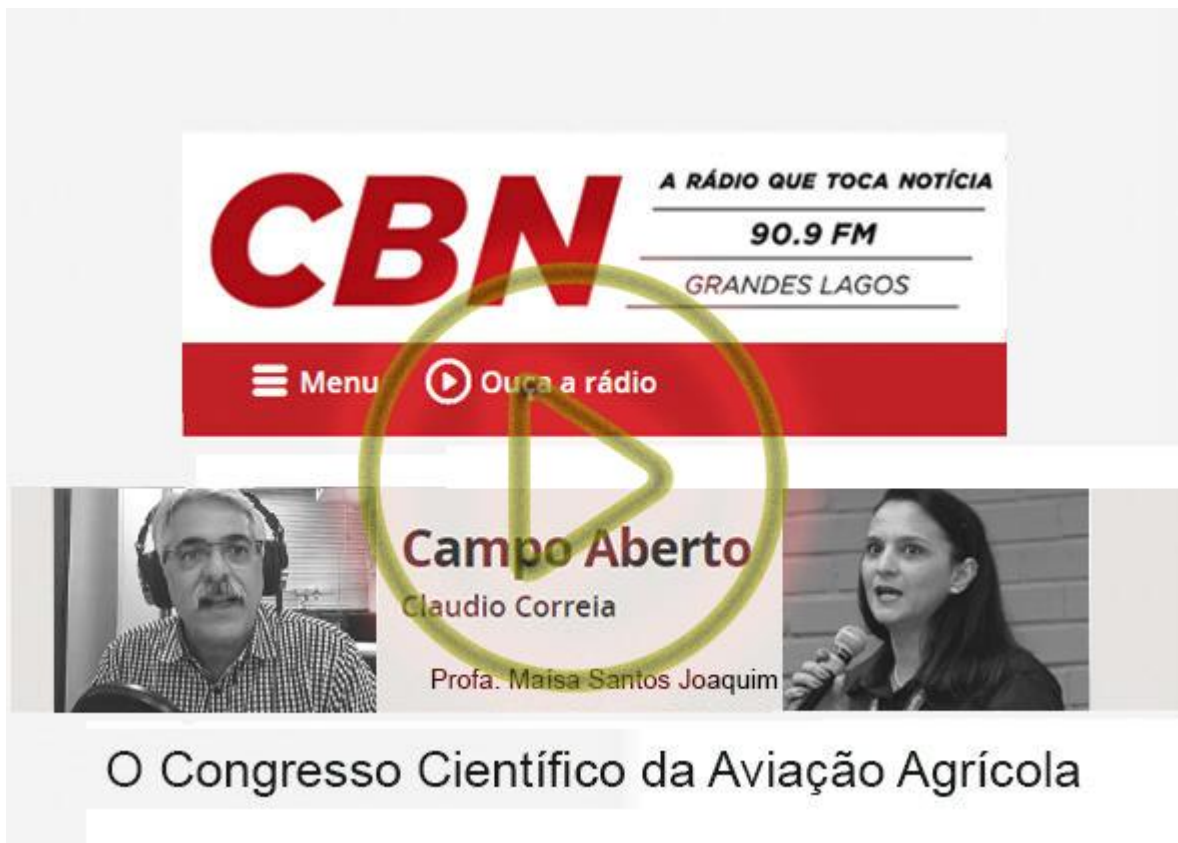 CBN
A RÁDIO QUE TOCA NOTÍCIA
90.9 FM
GRANDES LAGOS
Menu
Ouça a rádio
Campo Aberto
Claudio Correia
Profa. Maísa Santos Joaquim
O Congresso Científico da Aviação Agrícola